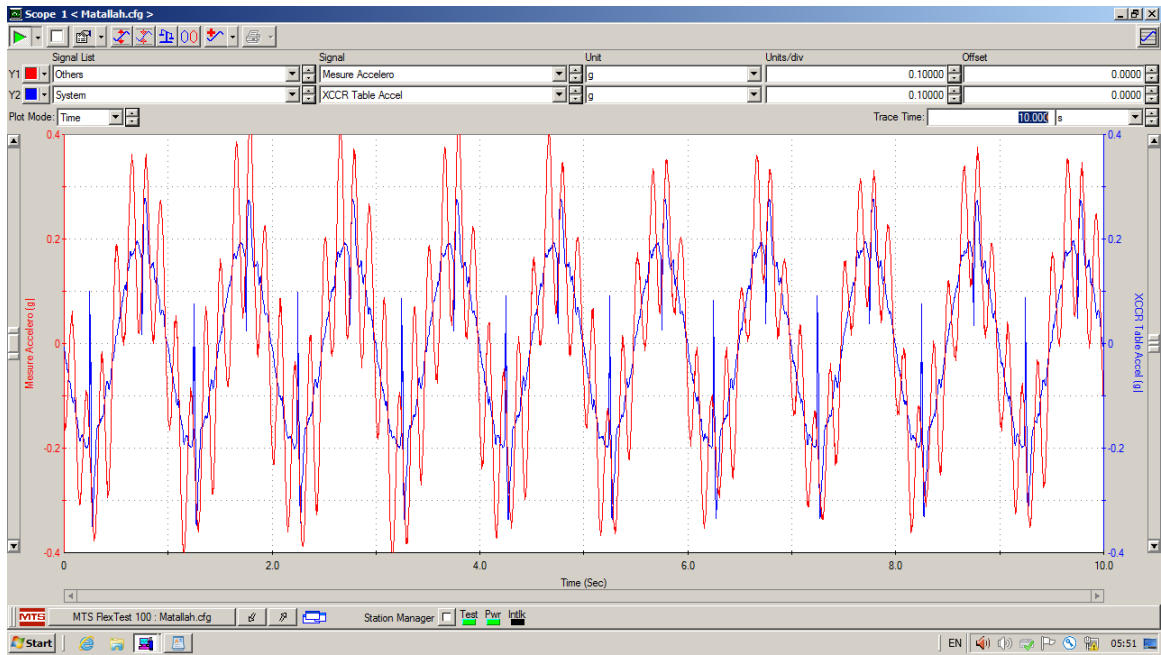 Scope 1 < Matallah.cfg >
Signal List Signal Unit Units/div Offset
Y1 Others Mesure Accelero g 0.10000 0.0000
Y2 System XCCR Table Accel g 0.10000 0.0000
Plot Mode: Time Trace Time: 10.000 s
0.4 0.4
0.2 0.2
0 0
-0.2 -0.2
-0.4 -0.4
Mesure Accelero [g]
XCCR Table Accel [g]
0 2.0 4.0 6.0 8.0 10.0
Time (Sec)
MTS MTS FlexTest 100 : Matallah.cfg Station Manager Test Pwr Intlk
Start EN 05:51